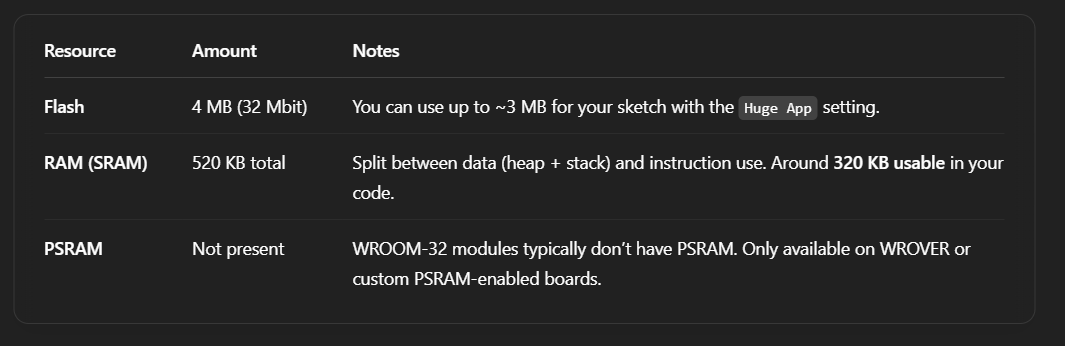 Resource Amount Notes
Flash 4 MB (32 Mbit) You can use up to ~3 MB for your sketch with the Huge App setting.
RAM (SRAM) 520 KB total Split between data (heap + stack) and instruction use. Around 320 KB usable in your
code.
PSRAM Not present WROOM-32 modules typically don’t have PSRAM. Only available on WROVER or
custom PSRAM-enabled boards.